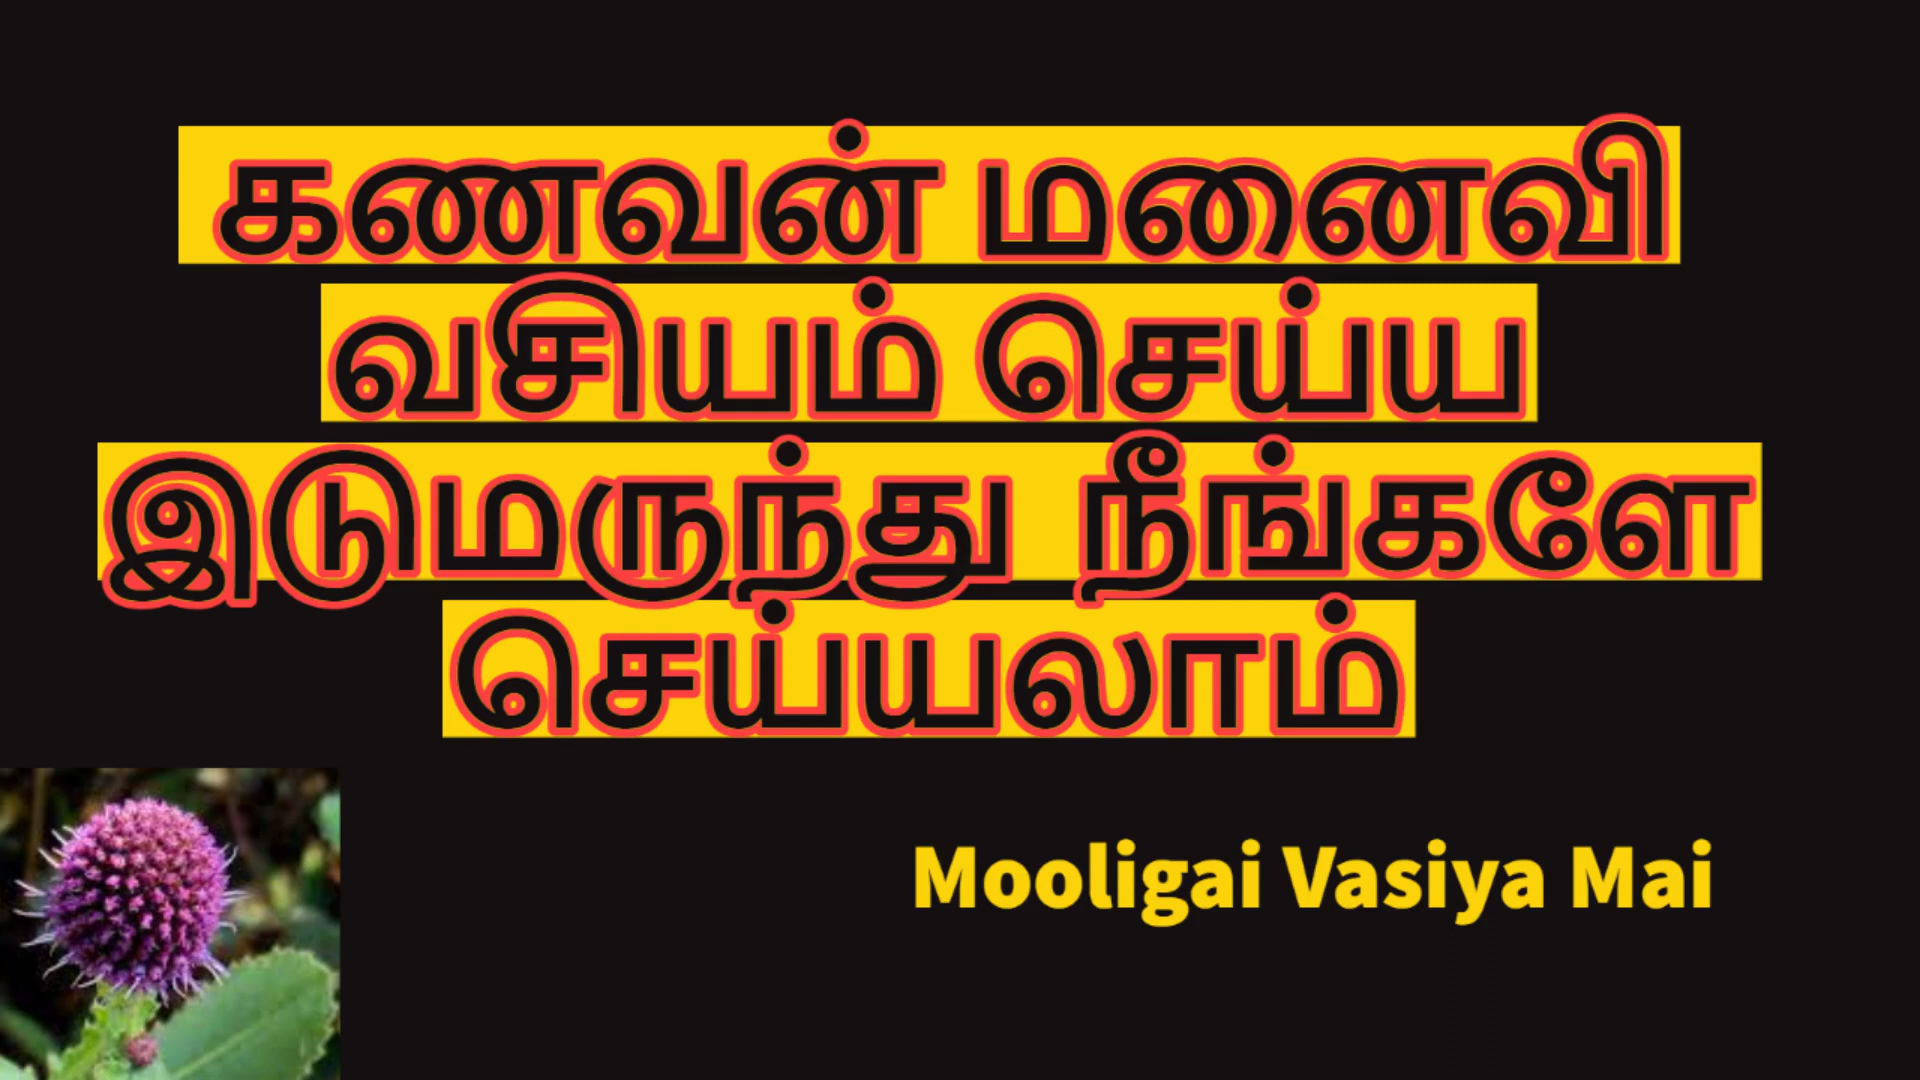 கணவன் மனைவி
வசியம் செய்ய
இடுமருந்து நீங்களே
செய்யலாம்
Mooligai Vasiya Mai